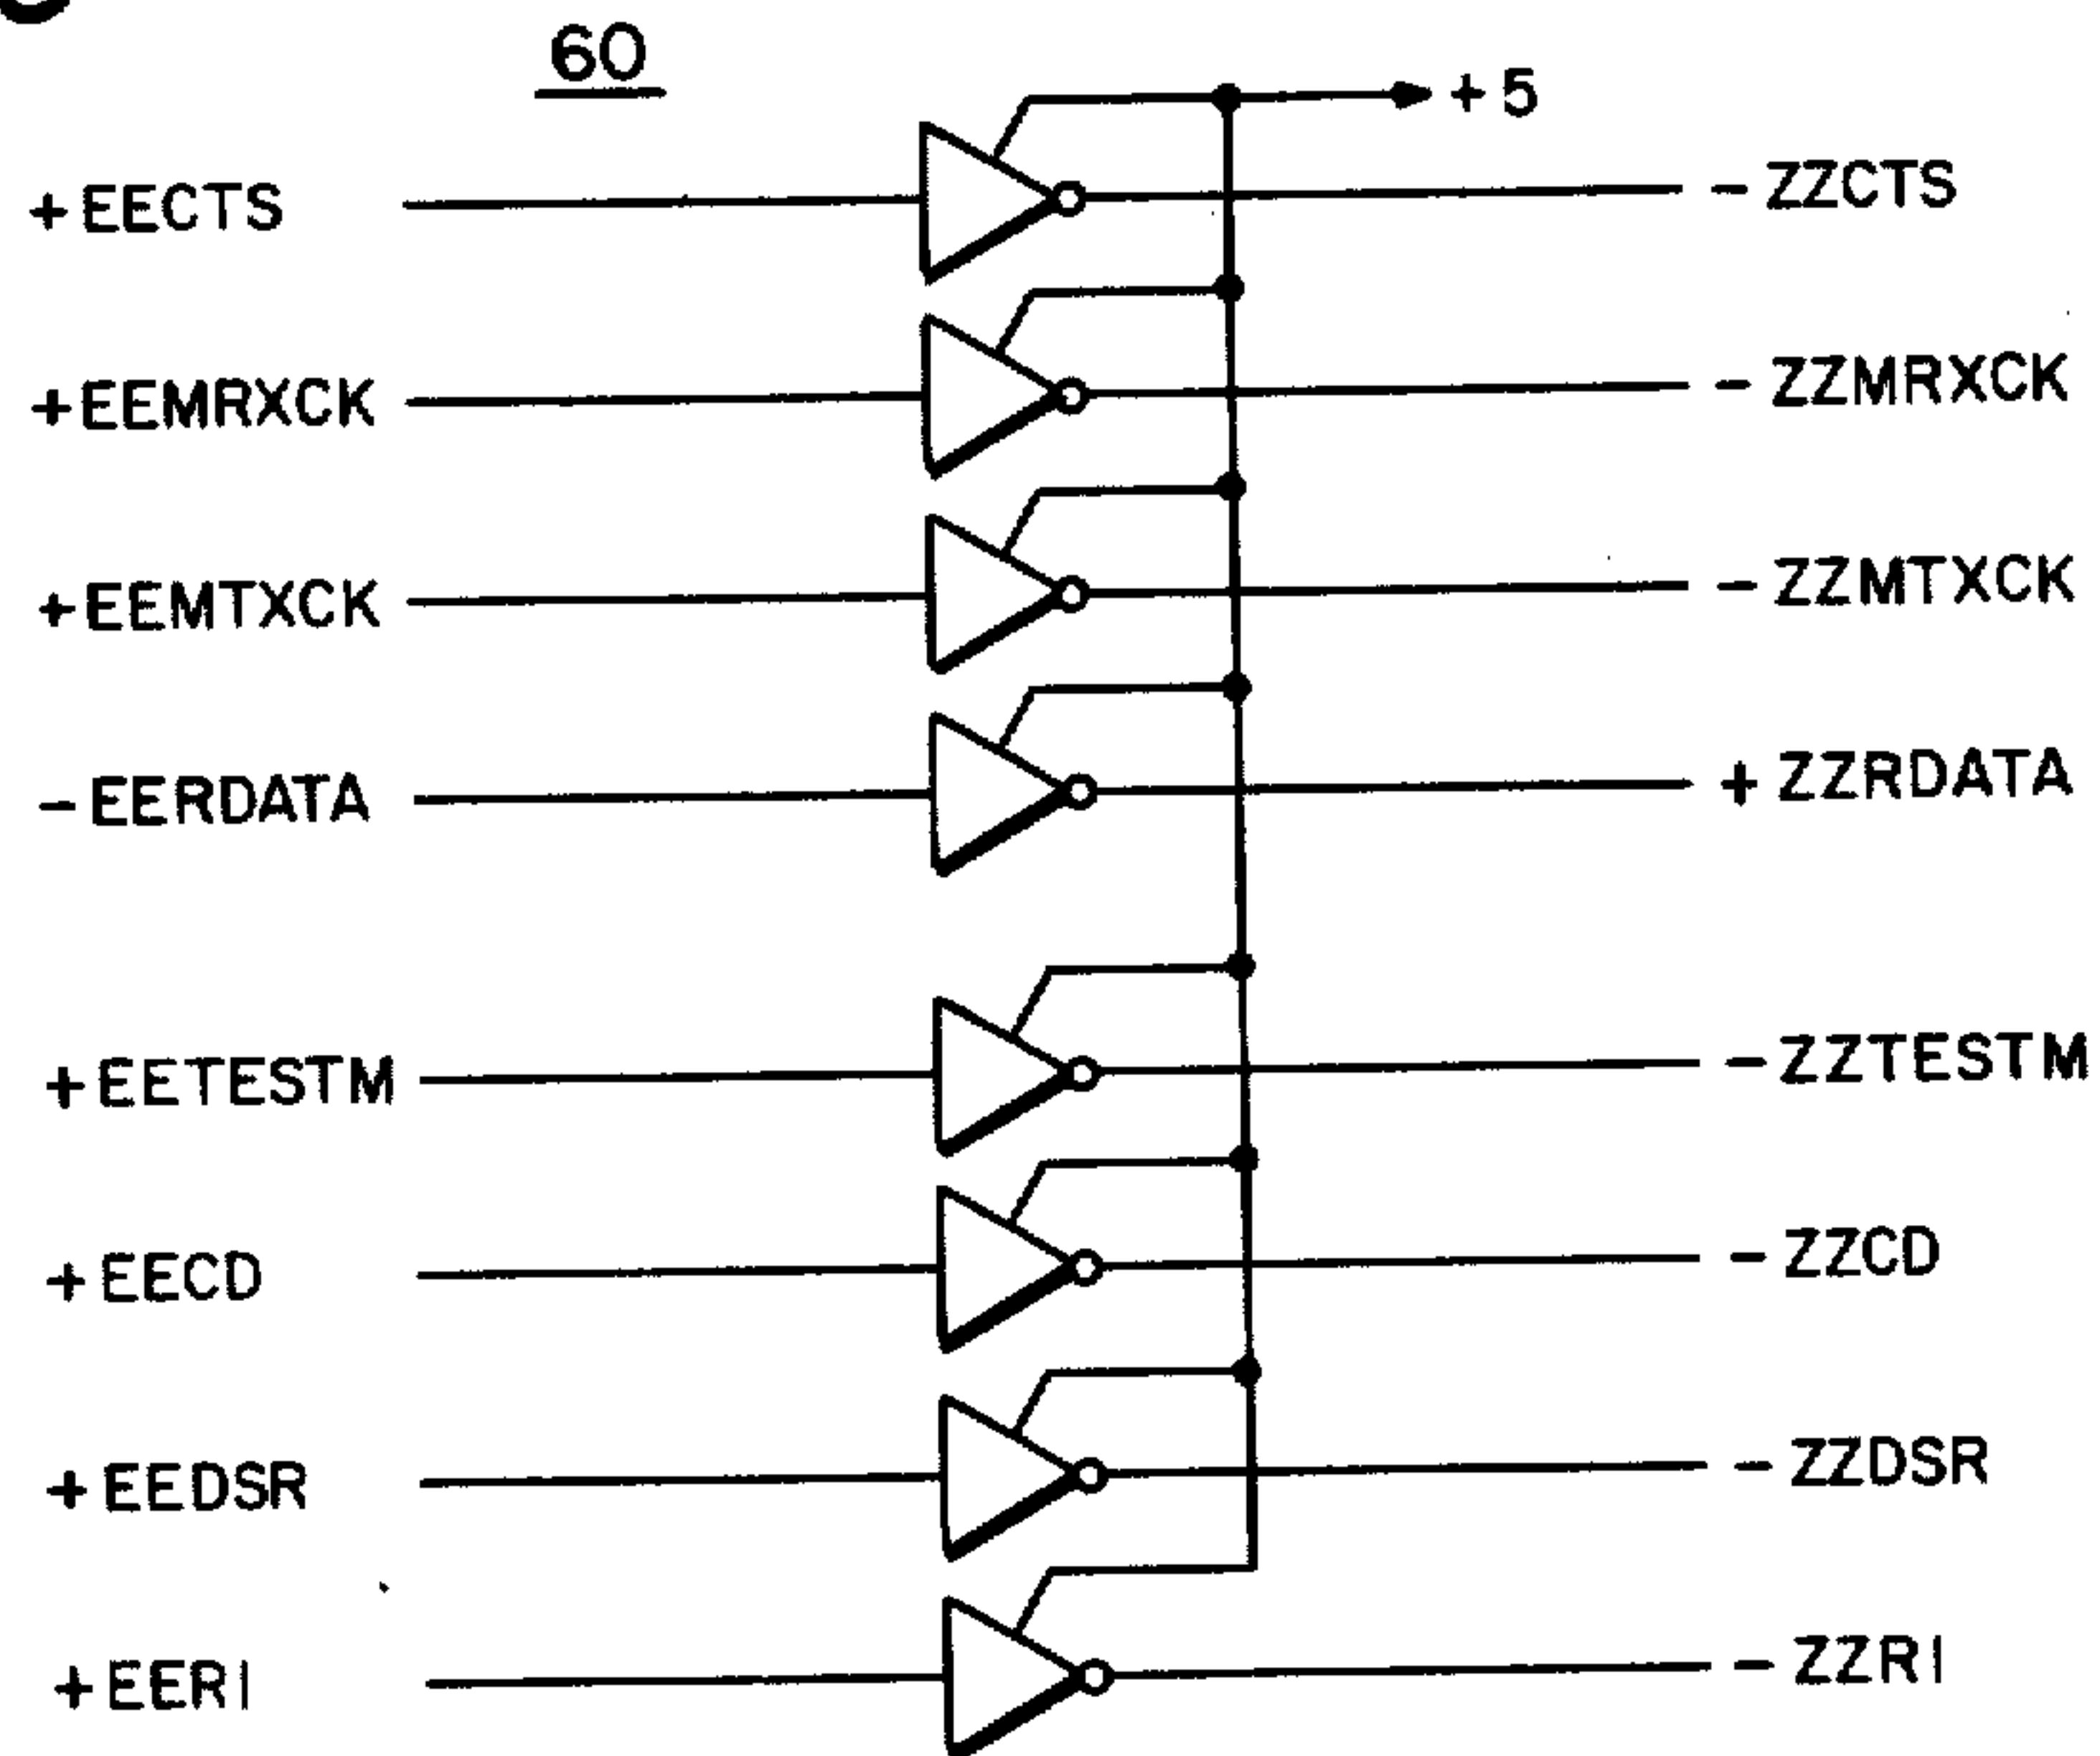 60
+5
+EECTS -ZZCTS
+EEMRXCK -ZZMRXCK
+EEMTXCK -ZZMTXCK
-EERDATA +ZZRDATA
+EETESTM -ZZTESTM
+EECD -ZZCD
+EEDSR -ZZDSR
+EERI -ZZRI